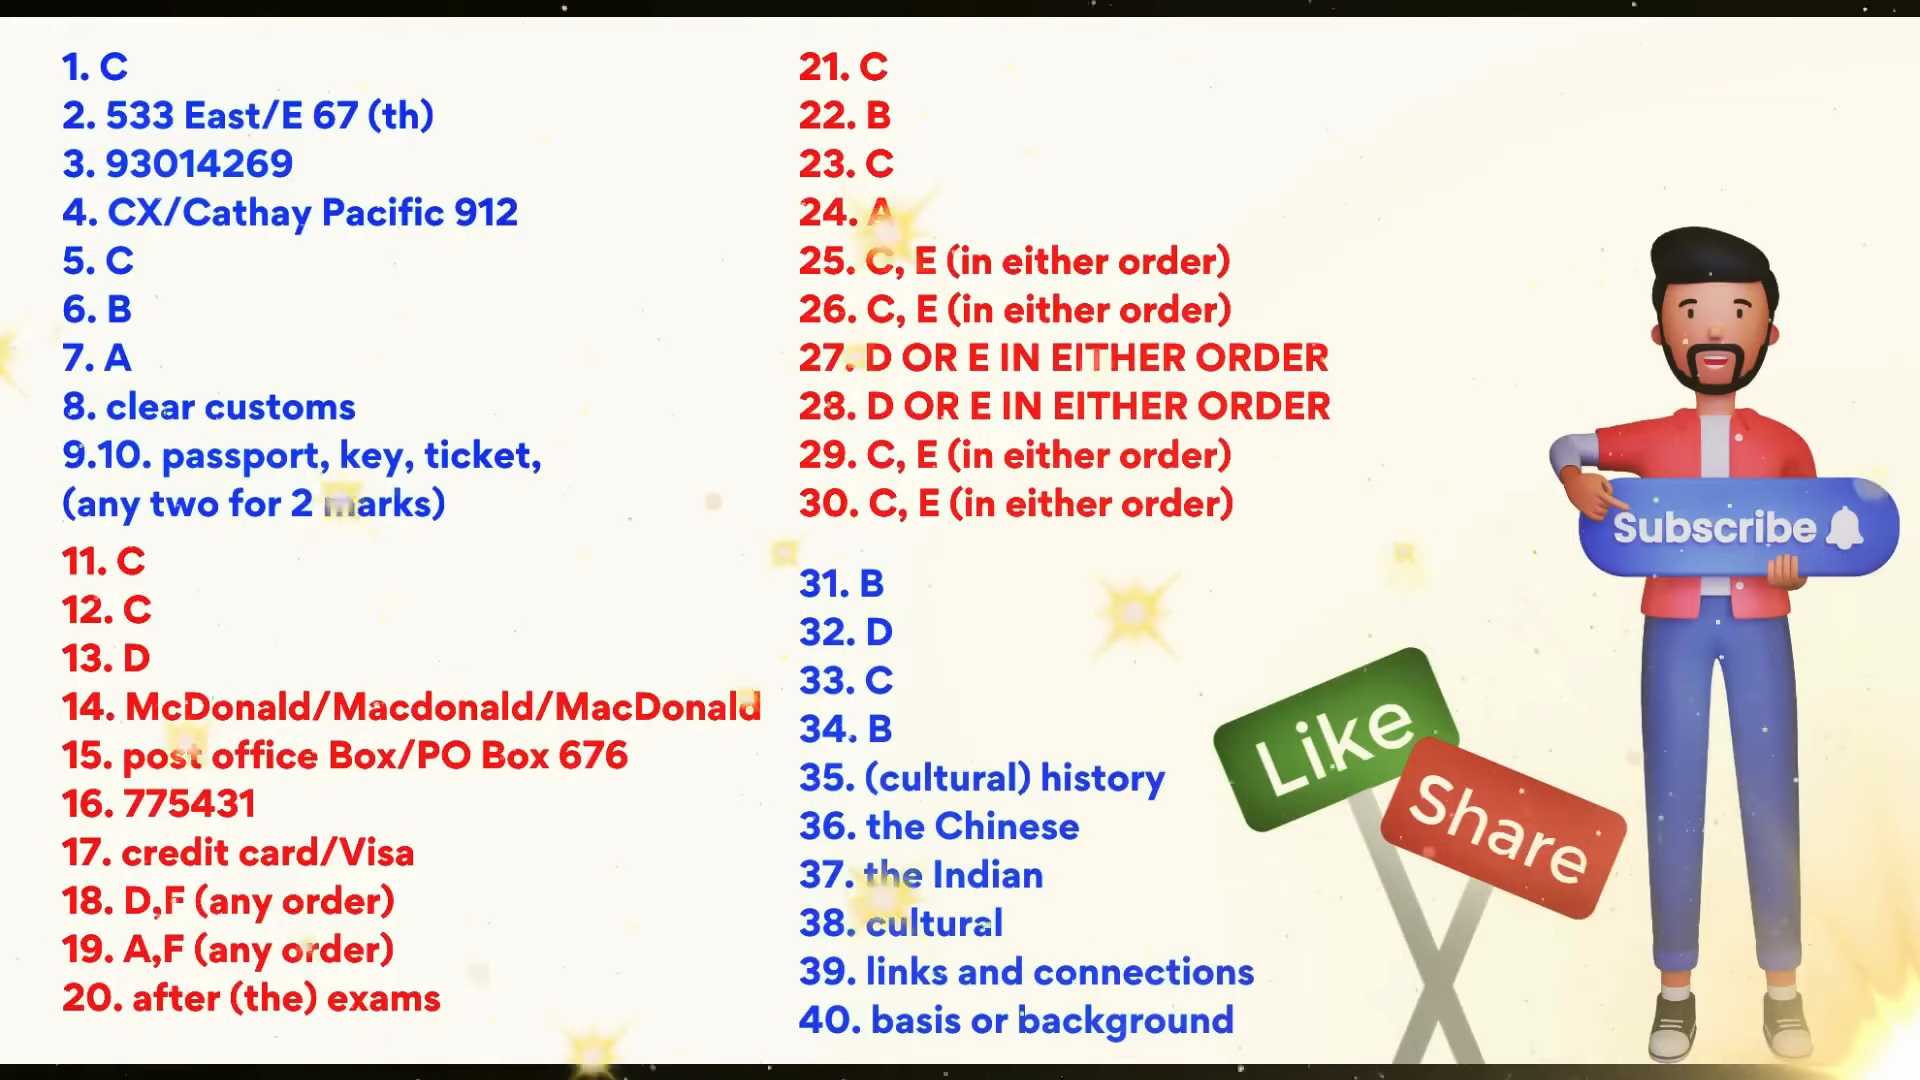 1. C
2. 533 East/E 67 (th)
3. 93014269
4. CX/Cathay Pacific 912
5. C
6. B
7. A
8. clear customs
9.10. passport, key, ticket,
(any two for 2 marks)
11. C
12. C
13. D
14. McDonald/Macdonald/MacDonald
15. post office Box/PO Box 676
16. 775431
17. credit card/Visa
18. D,F (any order)
19. A,F (any order)
20. after (the) exams
21. C
22. B
23. C
24. A
25. C, E (in either order)
26. C, E (in either order)
27. D OR E IN EITHER ORDER
28. D OR E IN EITHER ORDER
29. C, E (in either order)
30. C, E (in either order)
31. B
32. D
33. C
34. B
35. (cultural) history
36. the Chinese
37. the Indian
38. cultural
39. links and connections
40. basis or background
Subscribe
Like
Share